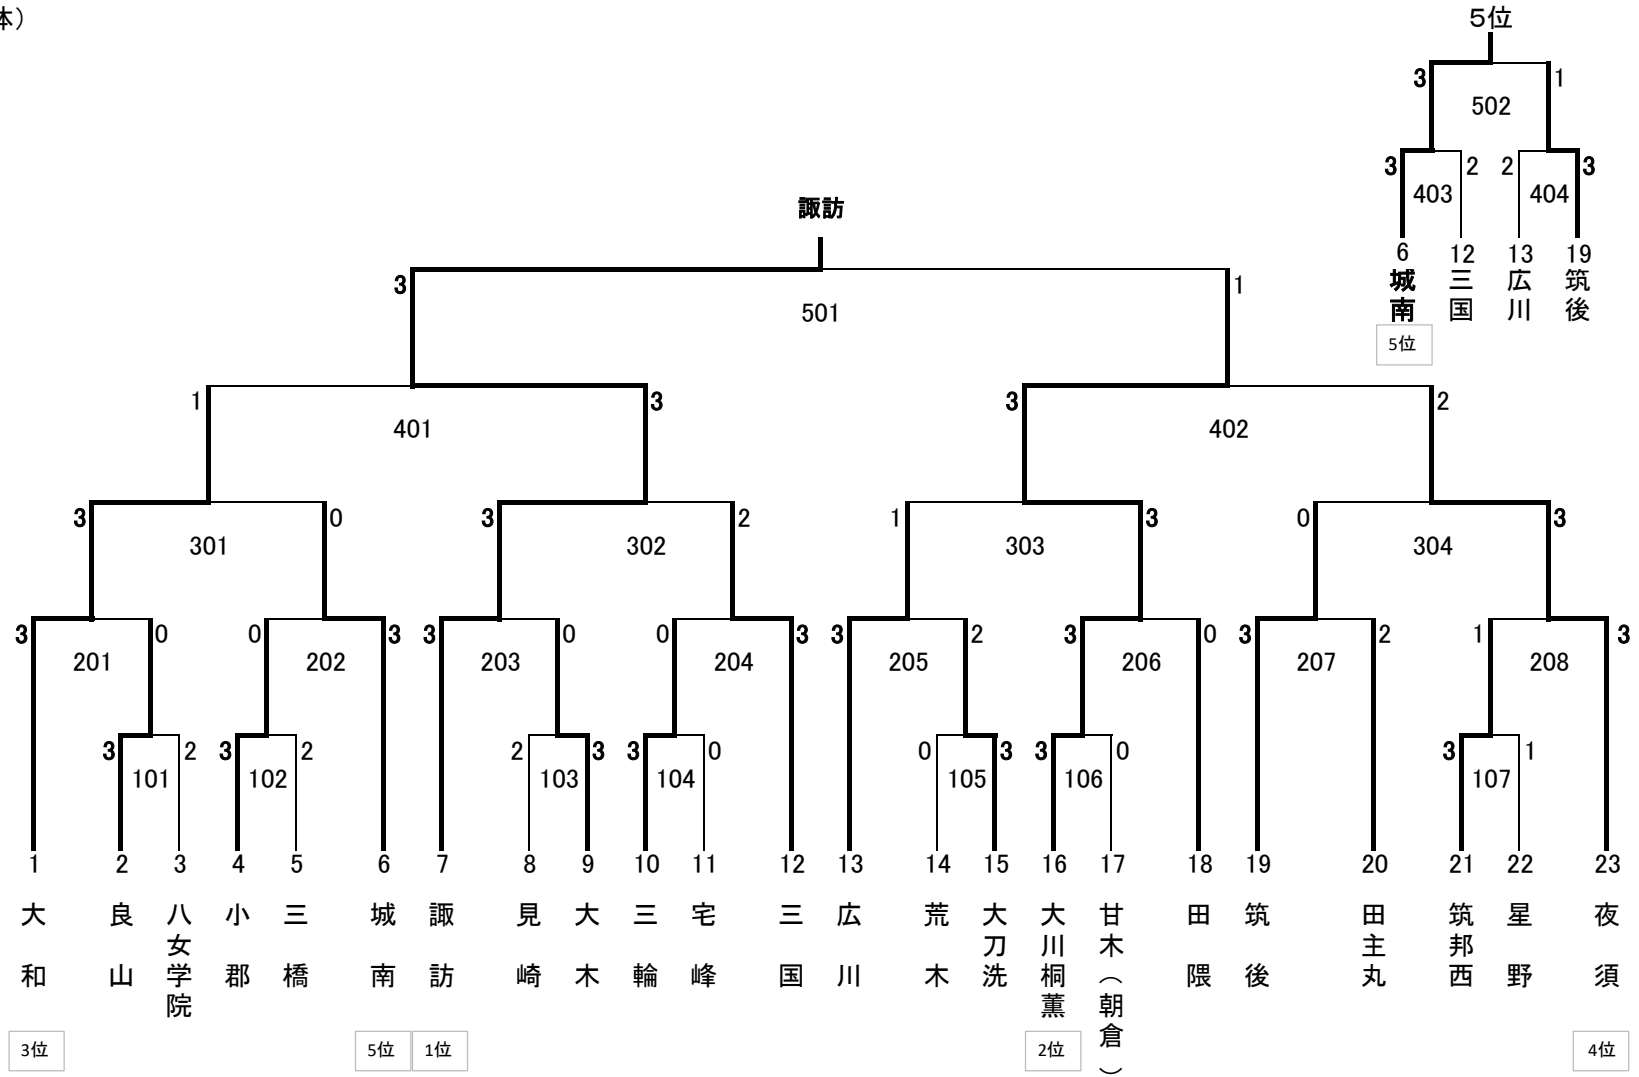 体）
5位
3 1
502
3 2 2 3
403 404
6 12 13 19
城南 三国 広川 筑後
5位
諏訪
3 1
501
1 3 3 2
401 402
3 0 3 2 1 3 0 3
301 302 303 304
3 0 0 3 3 0 0 3 3 2 3 0 3 2 1 3
201 202 203 204 205 206 207 208
3 2 3 2 2 3 3 0 0 3 3 0 3 1
101 102 103 104 105 106 107
1 2 3 4 5 6 7 8 9 10 11 12 13 14 15 16 17 18 19 20 21 22 23
大和 良山 八女学院 小郡 三橋 城南 諏訪 見崎 大木 三輪 宅峰 三国 広川 荒木 大刀洗 大川桐薫 甘木（朝倉） 田隈 筑後 田主丸 筑邦西 星野 夜須
3位 5位 1位 2位 4位